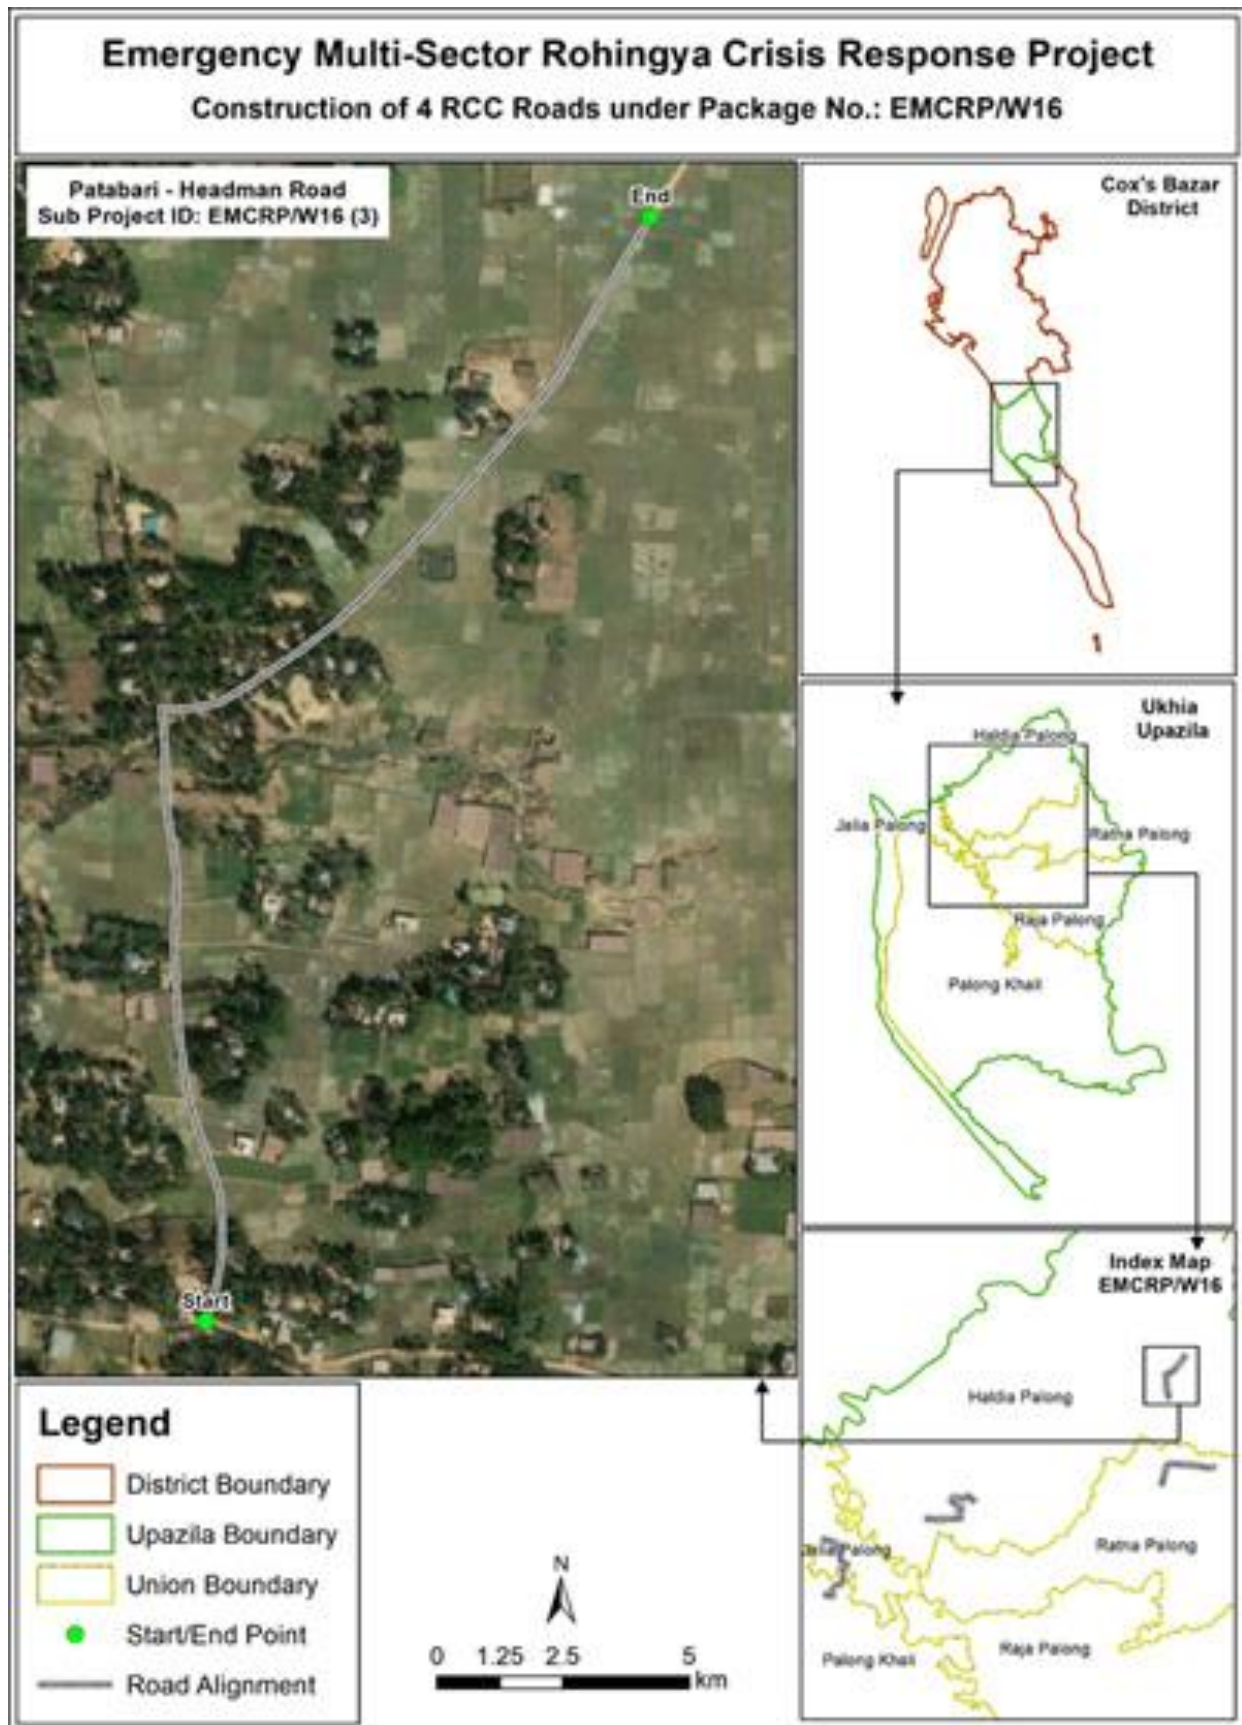 Emergency Multi-Sector Rohingya Crisis Response Project
Construction of 4 RCC Roads under Package No.: EMCRP/W16
Patabari - Headman Road
Sub Project ID: EMCRP/W16 (3)
End
Start
Cox's Bazar
District
Ukhia
Upazila
Haldia Palong
Jalia Palong
Ratna Palong
Raja Palong
Palong Khali
Index Map
EMCRP/W16
Haldia Palong
Jalia Palong
Ratna Palong
Raja Palong
Palong Khali
Legend
District Boundary
Upazila Boundary
Union Boundary
Start/End Point
Road Alignment
N
0 1.25 2.5 5
km